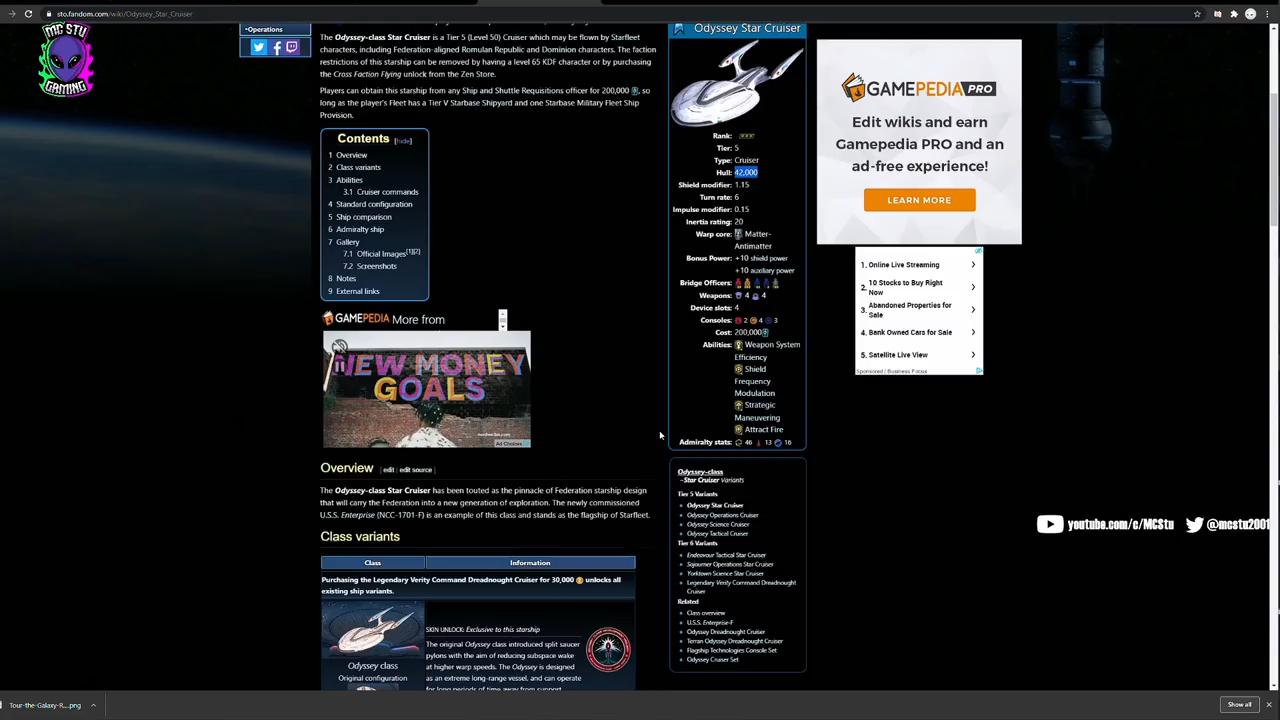 sto.fandom.com/wiki/Odyssey_Star_Cruiser
MC STU
GAMING
•Operations
The Odyssey-class Star Cruiser is a Tier 5 (Level 50) Cruiser which may be flown by Starfleet
characters, including Federation-aligned Romulan Republic and Dominion characters. The faction
restrictions of this starship can be removed by having a level 65 KDF character or by purchasing
the Cross Faction Flying unlock from the Zen Store.
Players can obtain this starship from any Ship and Shuttle Requisitions officer for 200,000 , so
long as the player's Fleet has a Tier V Starbase Shipyard and one Starbase Military Fleet Ship
Provision.
Contents [hide]
1 Overview
2 Class variants
3 Abilities
3.1 Cruiser commands
4 Standard configuration
5 Ship comparison
6 Admiralty ship
7 Gallery
7.1 Official Images[1][2]
7.2 Screenshots
8 Notes
9 External links
GAMEPEDIA More from
NEW MONEY
GOALS
Ad Choices
Overview [ edit | edit source ]
The Odyssey-class Star Cruiser has been touted as the pinnacle of Federation starship design
that will carry the Federation into a new generation of exploration. The newly commissioned
U.S.S. Enterprise (NCC-1701-F) is an example of this class and stands as the flagship of Starfleet.
Class variants
Class Information
Purchasing the Legendary Verity Command Dreadnought Cruiser for 30,000 unlocks all
existing ship variants.
Odyssey class
Original configuration
SKIN UNLOCK: Exclusive to this starship
The original Odyssey class introduced split saucer
pylons with the aim of reducing subspace wake
at higher warp speeds. The Odyssey is designed
as an extreme long-range vessel, and can operate
for long periods of time away from support
Odyssey Star Cruiser
Rank:
Tier: 5
Type: Cruiser
Hull: 42,000
Shield modifier: 1.15
Turn rate: 6
Impulse modifier: 0.15
Inertia rating: 20
Warp core: Matter-
Antimatter
Bonus Power: +10 shield power
+10 auxiliary power
Bridge Officers:
Weapons: 4 4
Device slots: 4
Consoles: 2 4 3
Cost: 200,000
Abilities: Weapon System
Efficiency
Shield
Frequency
Modulation
Strategic
Maneuvering
Attract Fire
Admiralty stats: 46 13 16
Odyssey-class
Star Cruiser Variants
Tier 5 Variants
Odyssey Star Cruiser
Odyssey Operations Cruiser
Odyssey Science Cruiser
Odyssey Tactical Cruiser
Tier 6 Variants
Endeavour Tactical Star Cruiser
Sojourner Operations Star Cruiser
Yorktown Science Star Cruiser
Legendary Verity Command Dreadnought
Cruiser
Related
Class overview
U.S.S. Enterprise-F
Odyssey Dreadnought Cruiser
Terran Odyssey Dreadnought Cruiser
Flagship Technologies Console Set
Odyssey Cruiser Set
GAMEPEDIA PRO
Edit wikis and earn
Gamepedia PRO and an
ad-free experience!
LEARN MORE
1. Online Live Streaming
2. 10 Stocks to Buy Right
Now
3. Abandoned Properties for
Sale
4. Bank Owned Cars for Sale
5. Satellite Live View
Sponsored | Business Focus
youtube.com/c/MCStu @mcstu2001
Tour-the-Galaxy-R....png
Show all